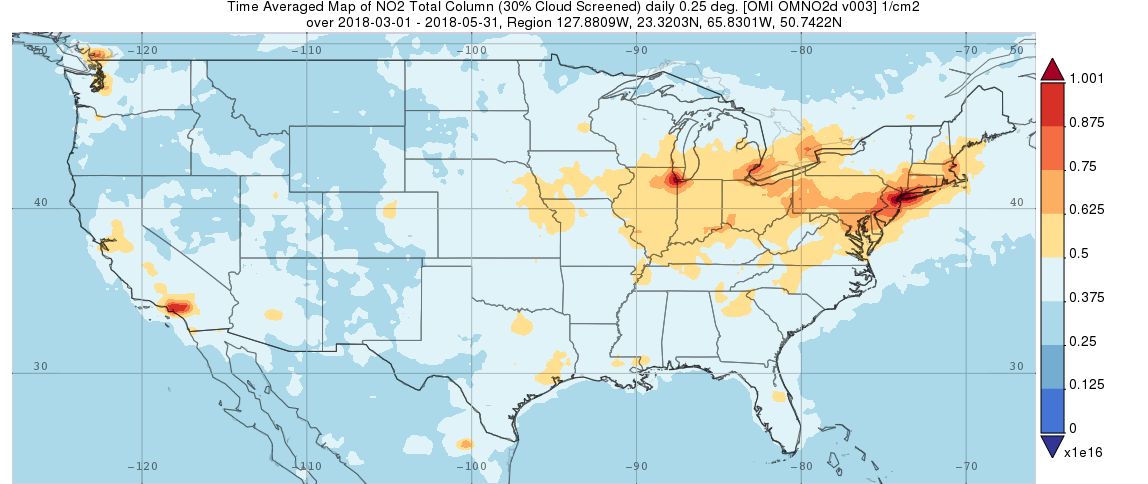 Time Averaged Map of NO2 Total Column (30% Cloud Screened) daily 0.25 deg. [OMI OMNO2d v003] 1/cm2
over 2018-03-01 - 2018-05-31, Region 127.8809W, 23.3203N, 65.8301W, 50.7422N
50 -120 -110 -100 -90 -80 -70 50
40 40
30 30
-120 -110 -100 -90 -80 -70
1.001
0.875
0.75
0.625
0.5
0.375
0.25
0.125
0
x1e16